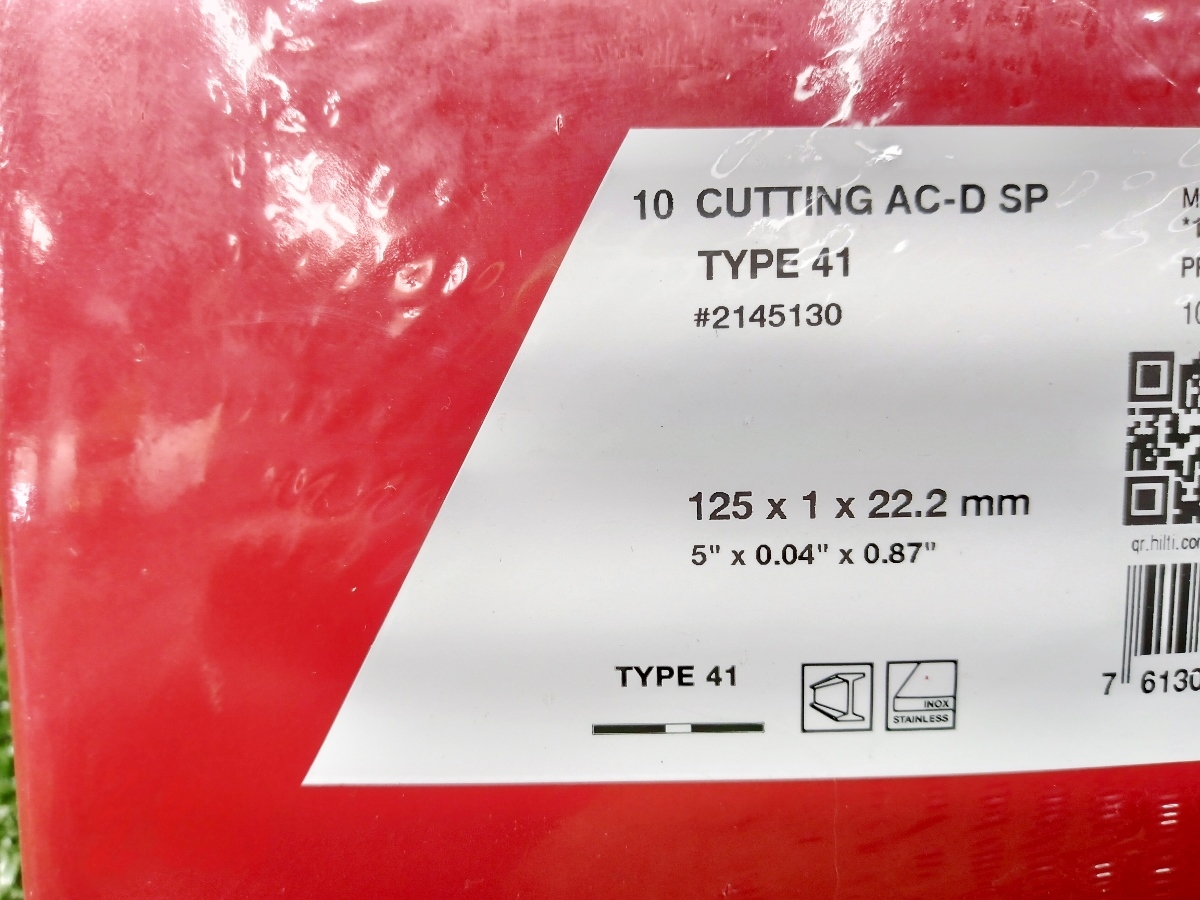 10 CUTTING AC-D SP
TYPE 41
#2145130
125 x 1 x 22.2 mm
5" x 0.04" x 0.87"
TYPE 41
INOX
STAINLESS
qr.hilti.co
7 6130